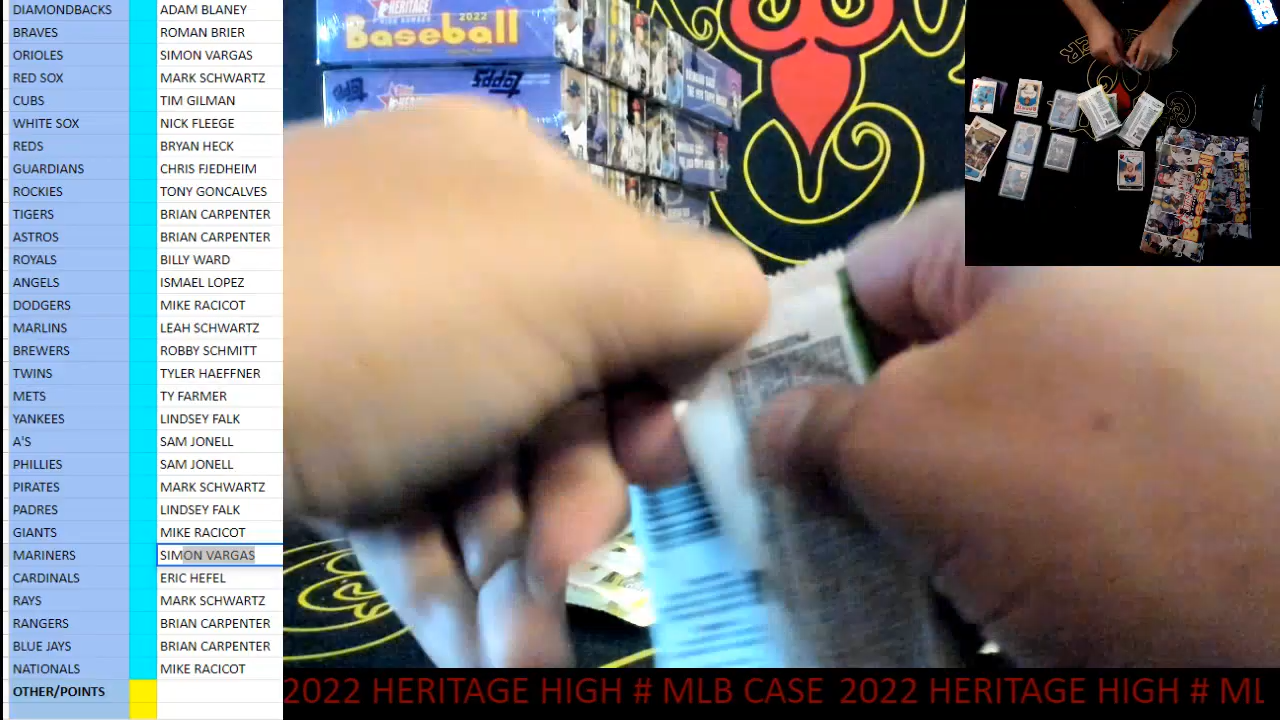 DIAMONDBACKS ADAM BLANEY
BRAVES ROMAN BRIER
ORIOLES SIMON VARGAS
RED SOX MARK SCHWARTZ
CUBS TIM GILMAN
WHITE SOX NICK FLEEGE
REDS BRYAN HECK
GUARDIANS CHRIS FJEDHEIM
ROCKIES TONY GONCALVES
TIGERS BRIAN CARPENTER
ASTROS BRIAN CARPENTER
ROYALS BILLY WARD
ANGELS ISMAEL LOPEZ
DODGERS MIKE RACICOT
MARLINS LEAH SCHWARTZ
BREWERS ROBBY SCHMITT
TWINS TYLER HAEFFNER
METS TY FARMER
YANKEES LINDSEY FALK
A'S SAM JONELL
PHILLIES SAM JONELL
PIRATES MARK SCHWARTZ
PADRES LINDSEY FALK
GIANTS MIKE RACICOT
MARINERS SIMON VARGAS
CARDINALS ERIC HEFEL
RAYS MARK SCHWARTZ
RANGERS BRIAN CARPENTER
BLUE JAYS BRIAN CARPENTER
NATIONALS MIKE RACICOT
OTHER/POINTS
HERITAGE
HIGH NUMBER
2022
Baseball
Topps
2022 HERITAGE HIGH # MLB CASE 2022 HERITAGE HIGH # ML